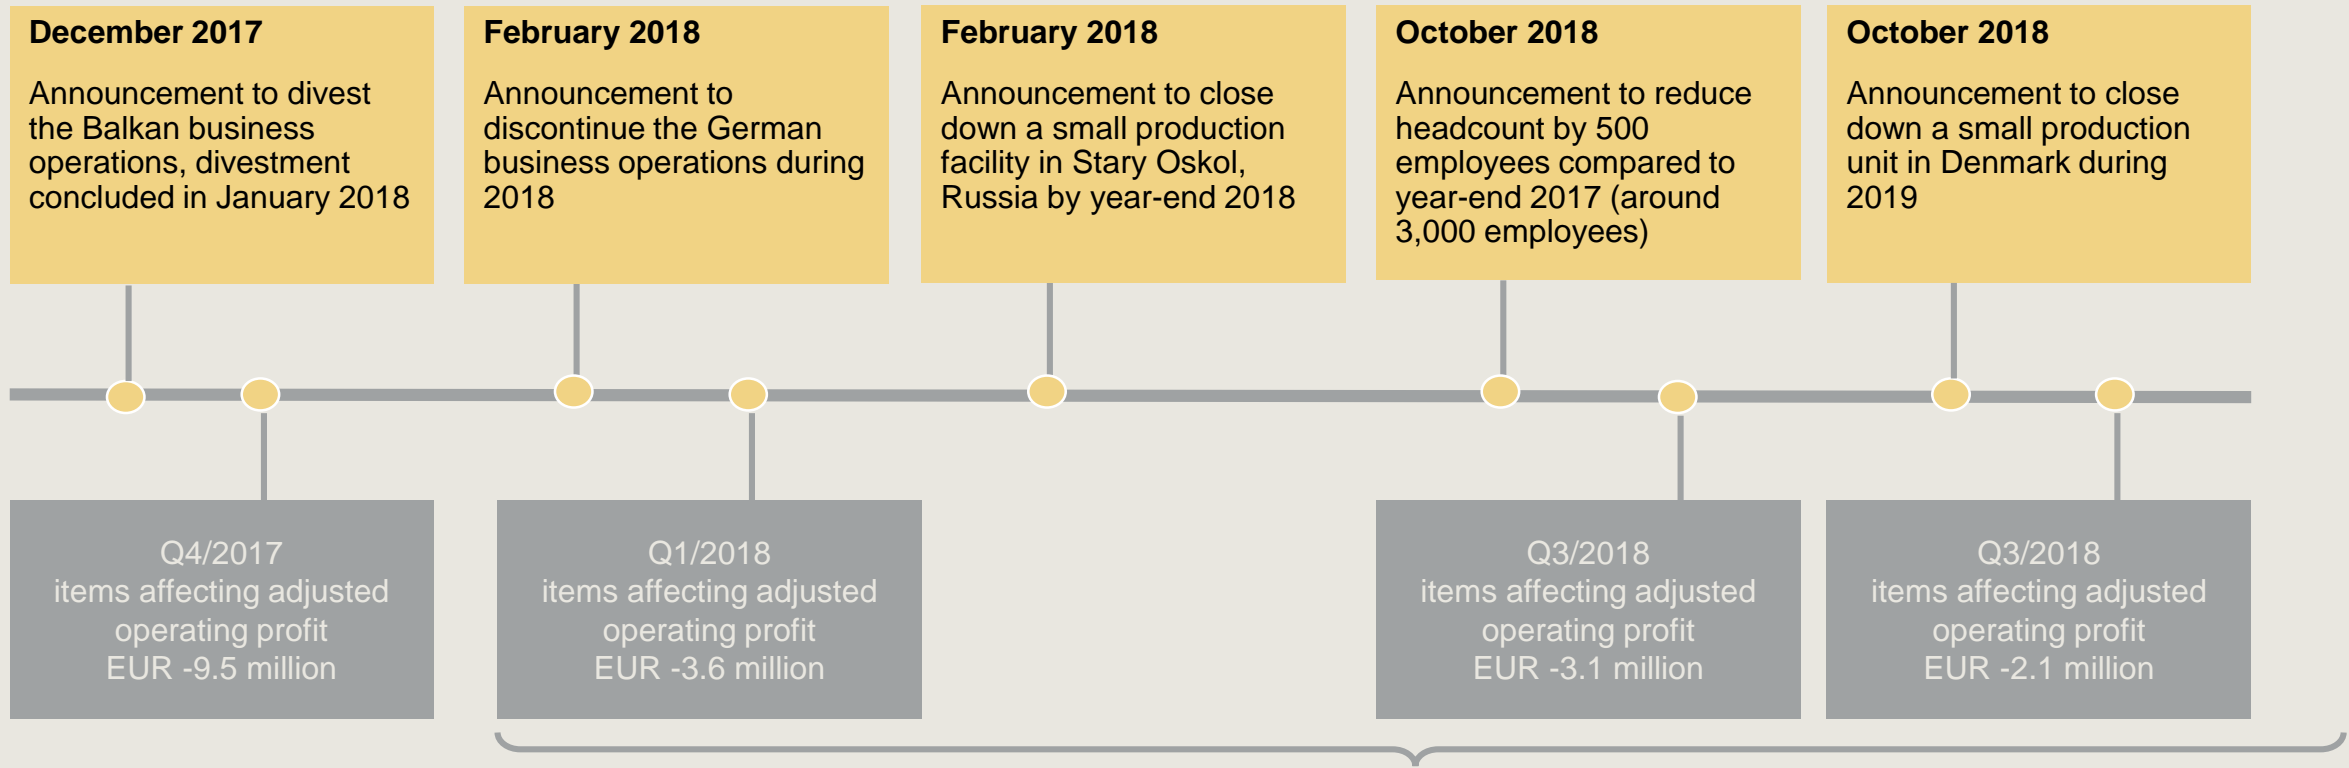 December 2017
Announcement to divest
the Balkan business
operations, divestment
concluded in January 2018
February 2018
Announcement to
discontinue the German
business operations during
2018
February 2018
Announcement to close
down a small production
facility in Stary Oskol,
Russia by year-end 2018
October 2018
Announcement to reduce
headcount by 500
employees compared to
year-end 2017 (around
3,000 employees)
October 2018
Announcement to close
down a small production
unit in Denmark during
2019
Q4/2017
items affecting adjusted
operating profit
EUR -9.5 million
Q1/2018
items affecting adjusted
operating profit
EUR -3.6 million
Q3/2018
items affecting adjusted
operating profit
EUR -3.1 million
Q3/2018
items affecting adjusted
operating profit
EUR -2.1 million